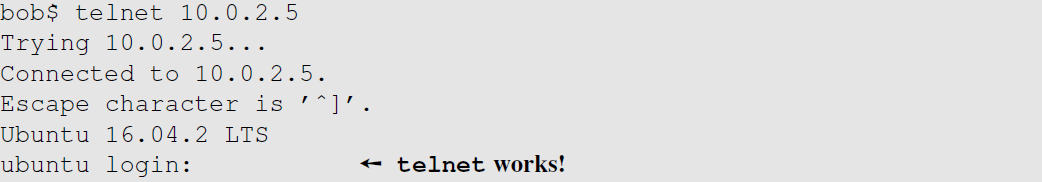 bob$ telnet 10.0.2.5
Trying 10.0.2.5...
Connected to 10.0.2.5.
Escape character is ’^]’.
Ubuntu 16.04.2 LTS
ubuntu login: ← telnet works!